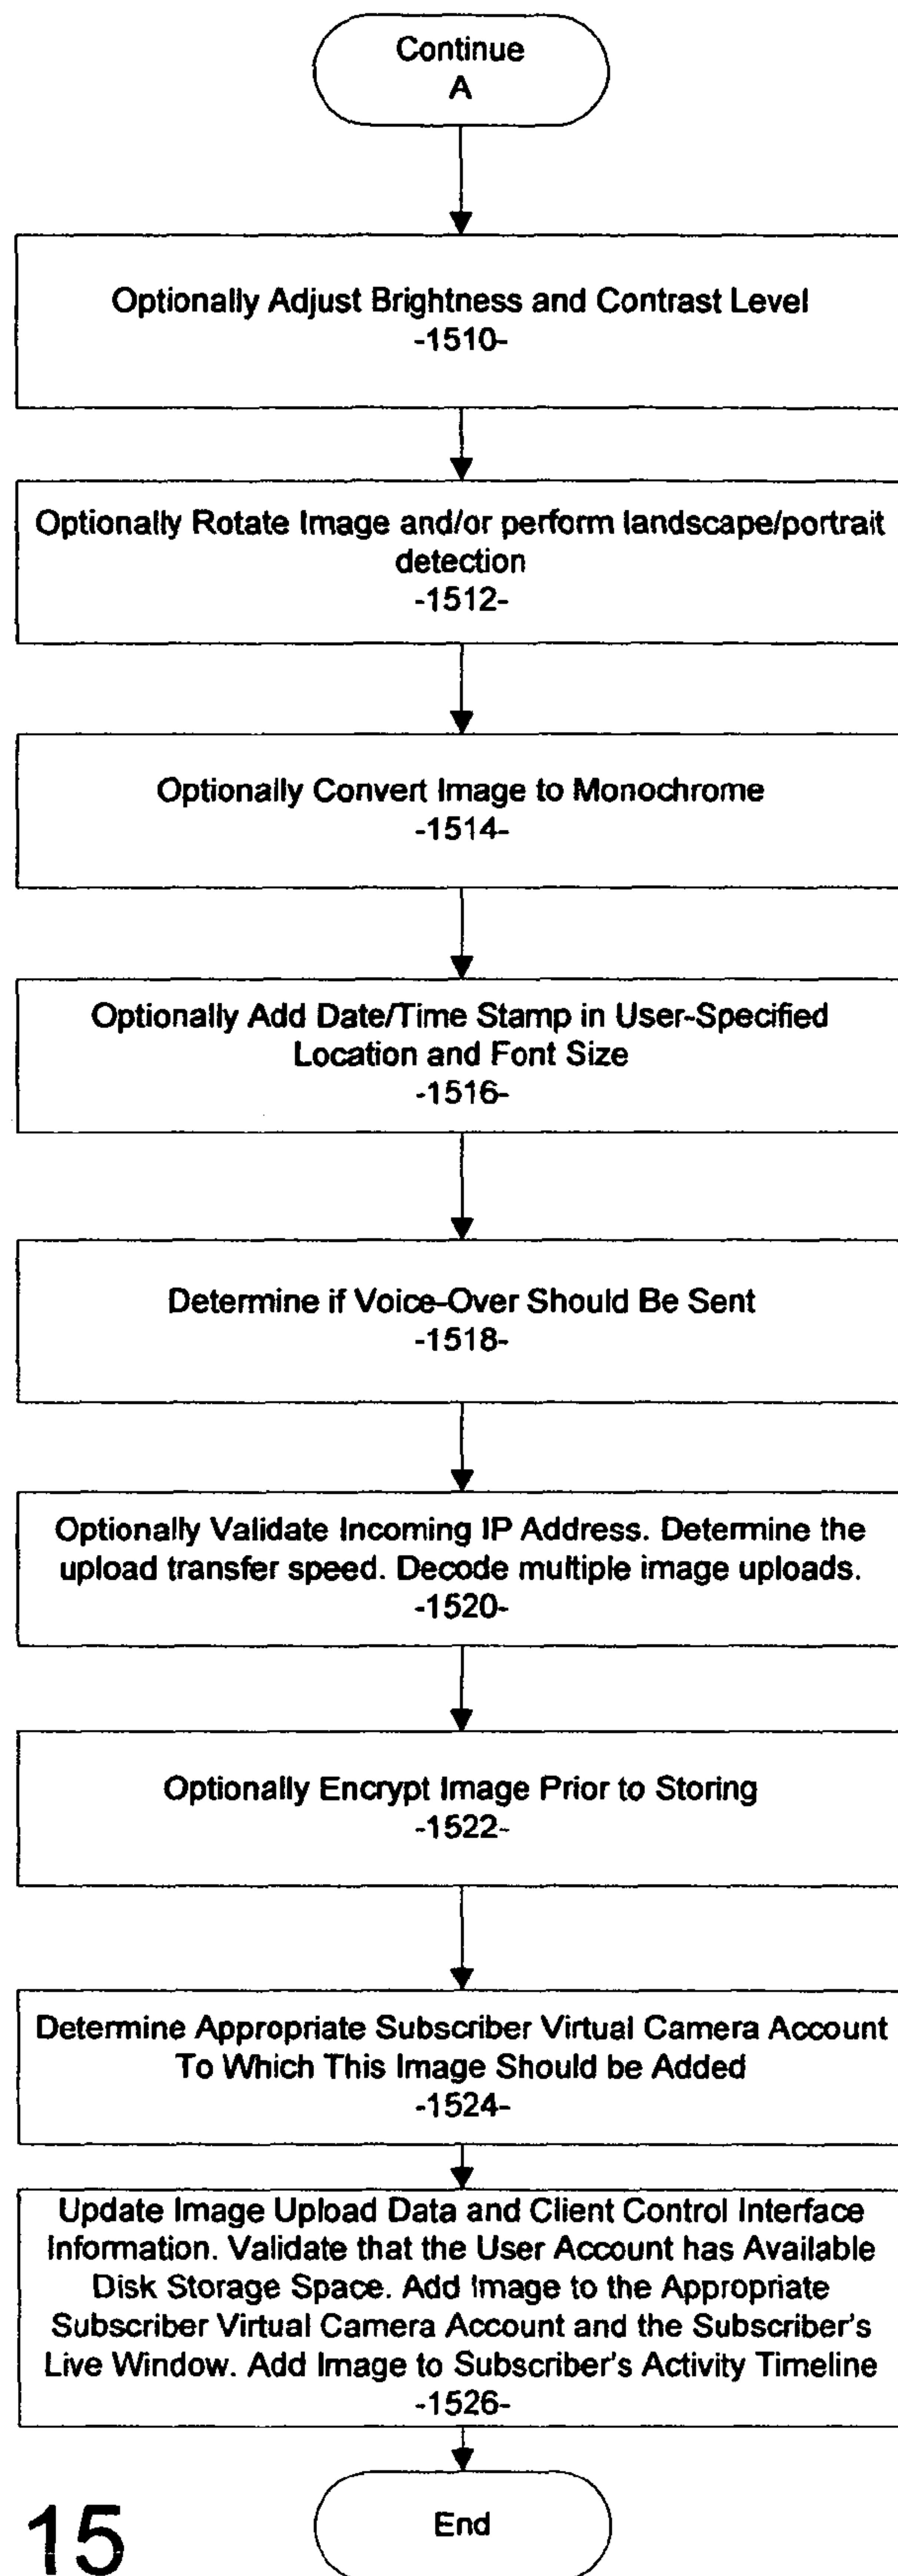 Continue
A
Optionally Adjust Brightness and Contrast Level
-1510-
Optionally Rotate Image and/or perform landscape/portrait
detection
-1512-
Optionally Convert Image to Monochrome
-1514-
Optionally Add Date/Time Stamp in User-Specified
Location and Font Size
-1516-
Determine if Voice-Over Should Be Sent
-1518-
Optionally Validate Incoming IP Address. Determine the
upload transfer speed. Decode multiple image uploads.
-1520-
Optionally Encrypt Image Prior to Storing
-1522-
Determine Appropriate Subscriber Virtual Camera Account
To Which This Image Should be Added
-1524-
Update Image Upload Data and Client Control Interface
Information. Validate that the User Account has Available
Disk Storage Space. Add Image to the Appropriate
Subscriber Virtual Camera Account and the Subscriber's
Live Window. Add Image to Subscriber's Activity Timeline
-1526-
End
15